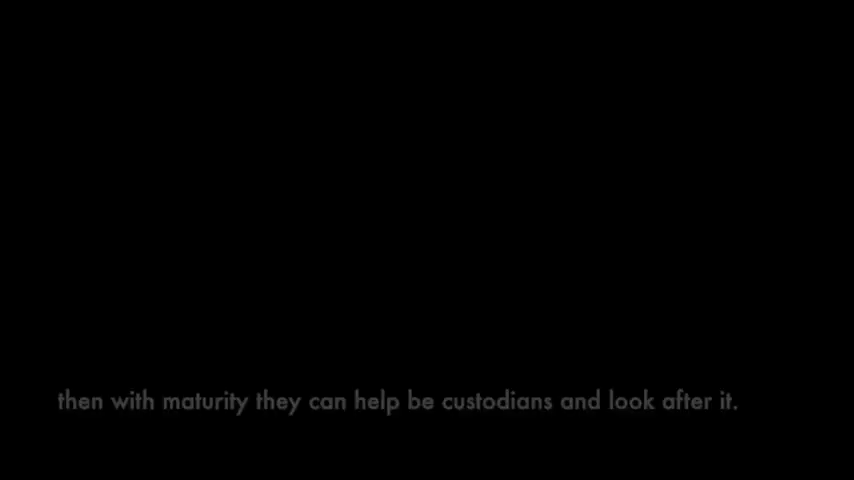 then with maturity they can help be custodians and look after it.